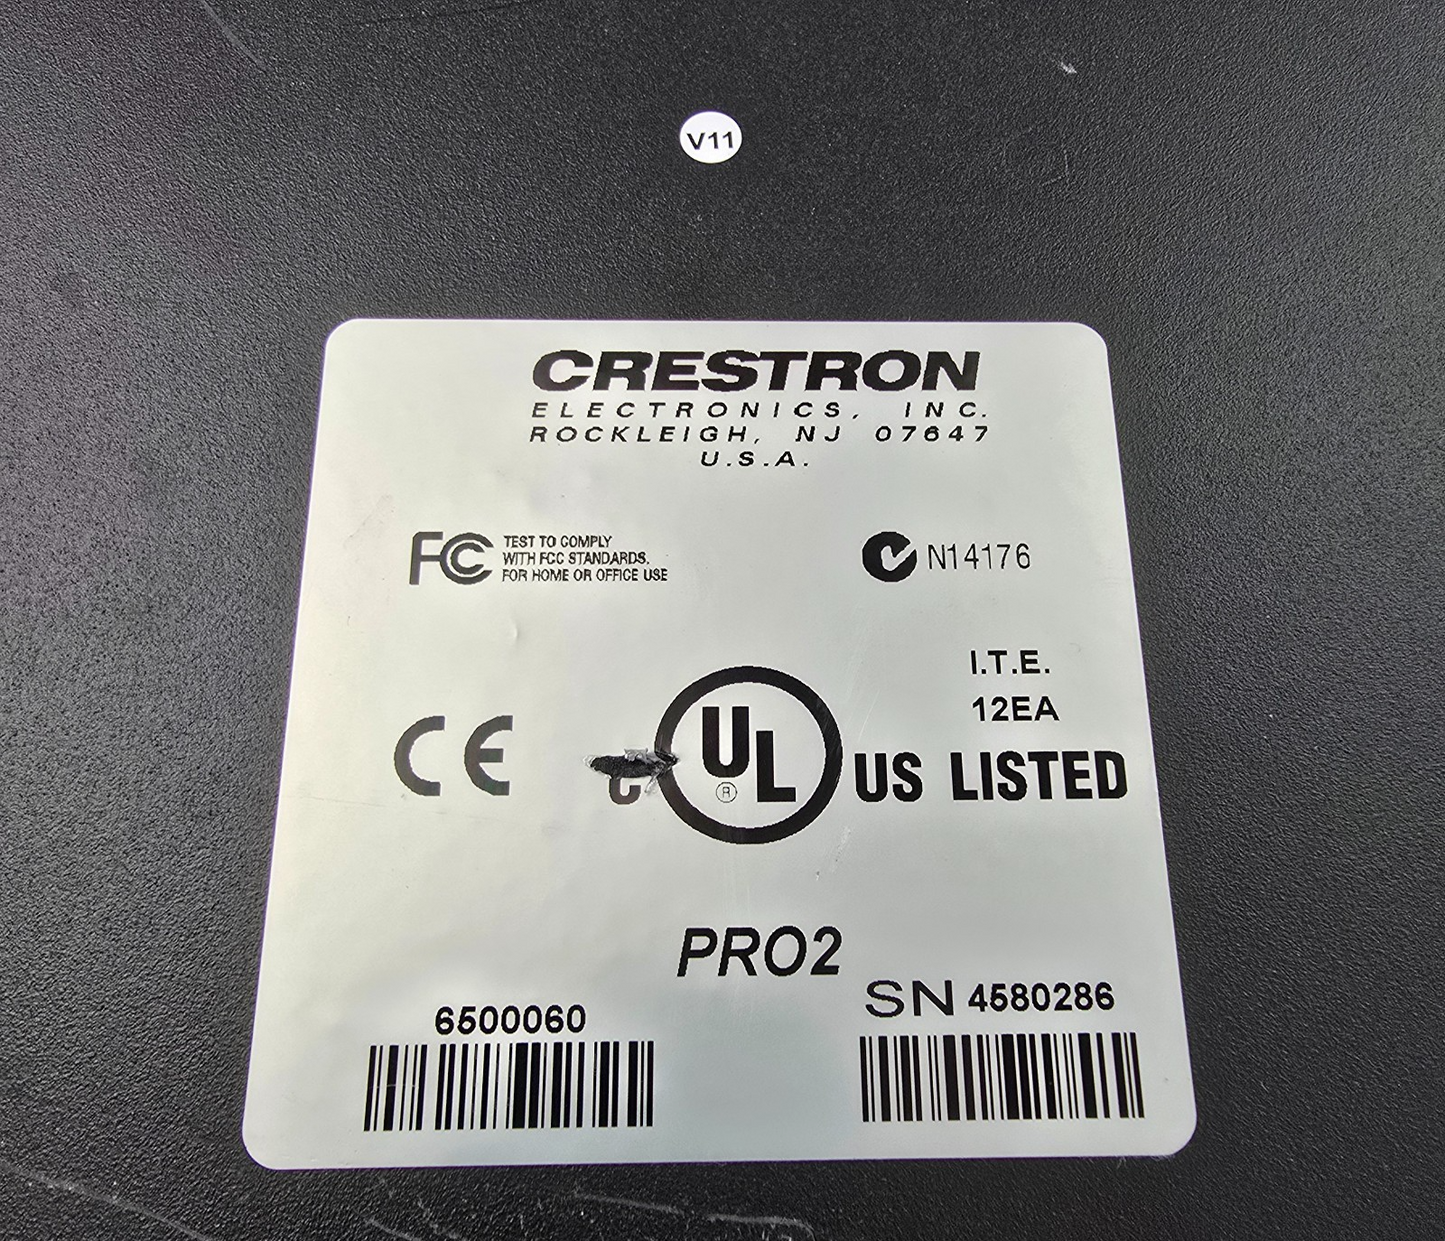 V11
CRESTRON
ELECTRONICS, INC.
ROCKLEIGH, NJ 07647
U.S.A.
FC TEST TO COMPLY
WITH FCC STANDARDS.
FOR HOME OR OFFICE USE
N14176
I.T.E.
12EA
CE
c UL ® US LISTED
PRO2
6500060
SN 4580286